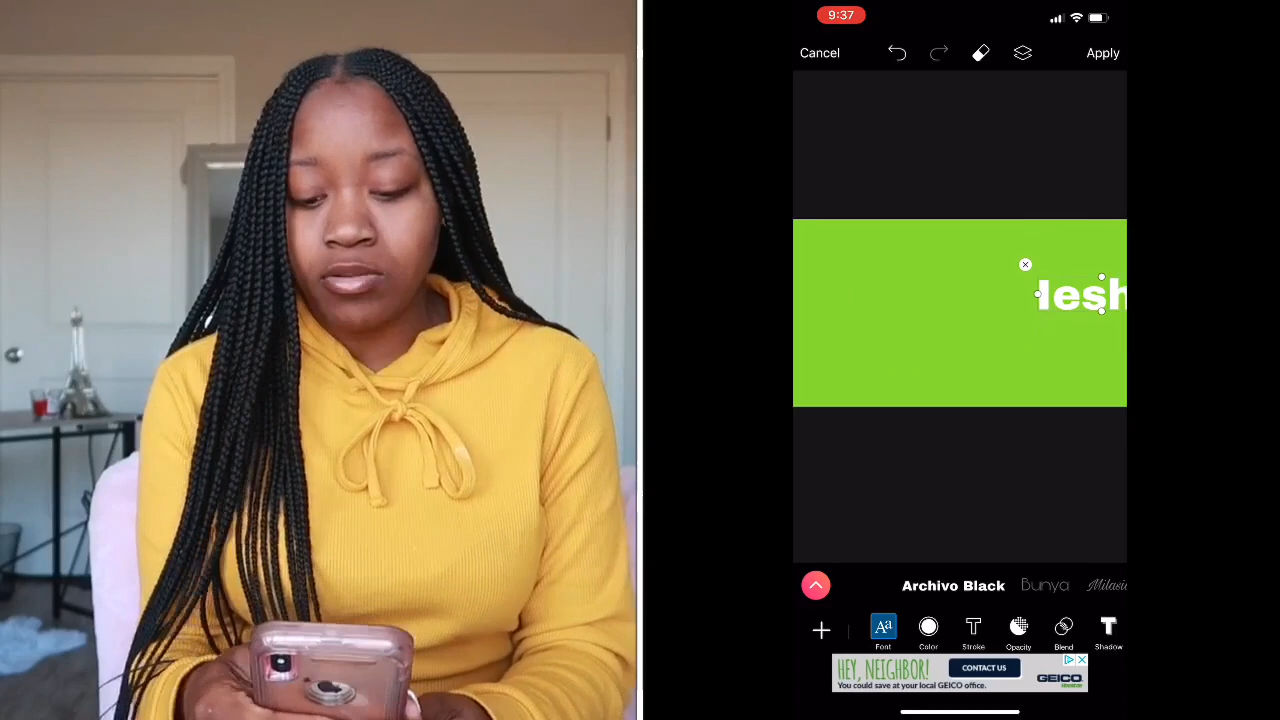 9:37
Cancel
Apply
Archivo Black Bunya
Aa
Font Color Stroke Opacity Blend Shadow
HEY, NEIGHBOR!
CONTACT US
You could save at your local GEICO office.
GEICO